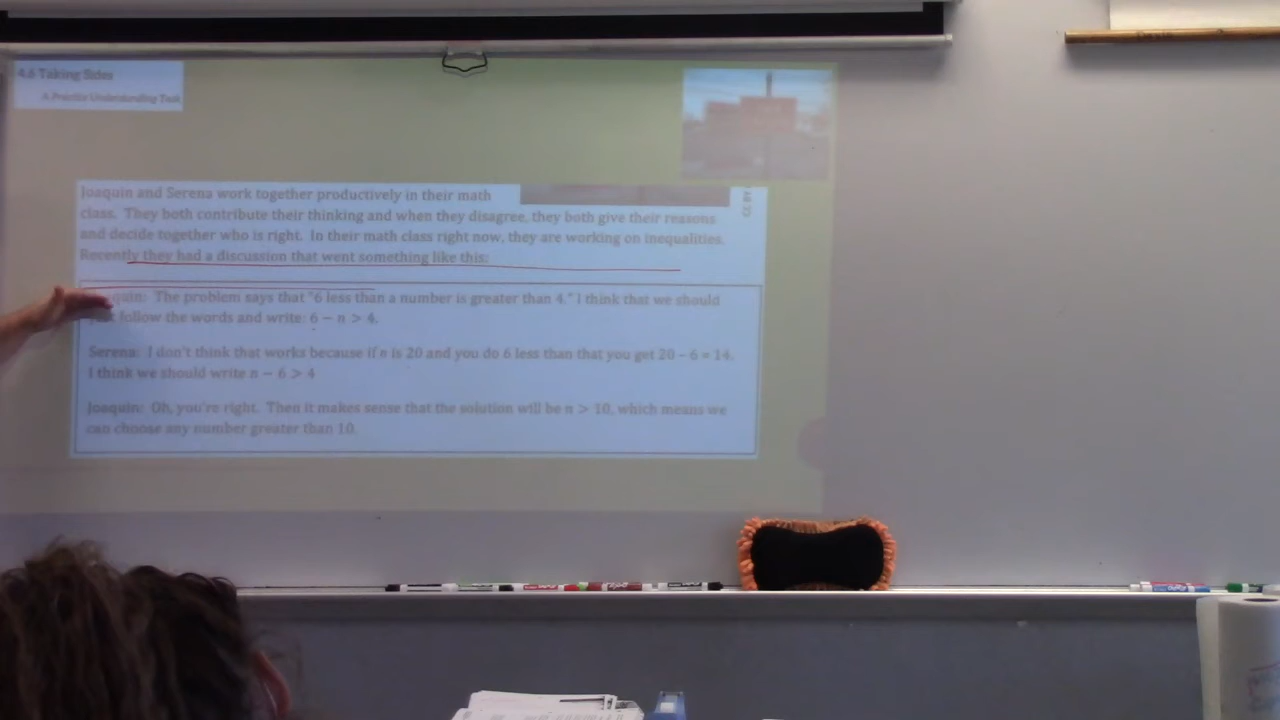 4.6 Taking Sides
A Practice Understanding Task
Joaquin and Serena work together productively in their math
class. They both contribute their thinking and when they disagree, they both give their reasons
and decide together who is right. In their math class right now, they are working on inequalities.
Recently they had a discussion that went something like this:
quin: The problem says that "6 less than a number is greater than 4." I think that we should
follow the words and write: 6 − n > 4.
Serena: I don't think that works because if n is 20 and you do 6 less than that you get 20 – 6 = 14.
I think we should write n − 6 > 4
Joaquin: Oh, you're right. Then it makes sense that the solution will be n > 10, which means we
can choose any number greater than 10.